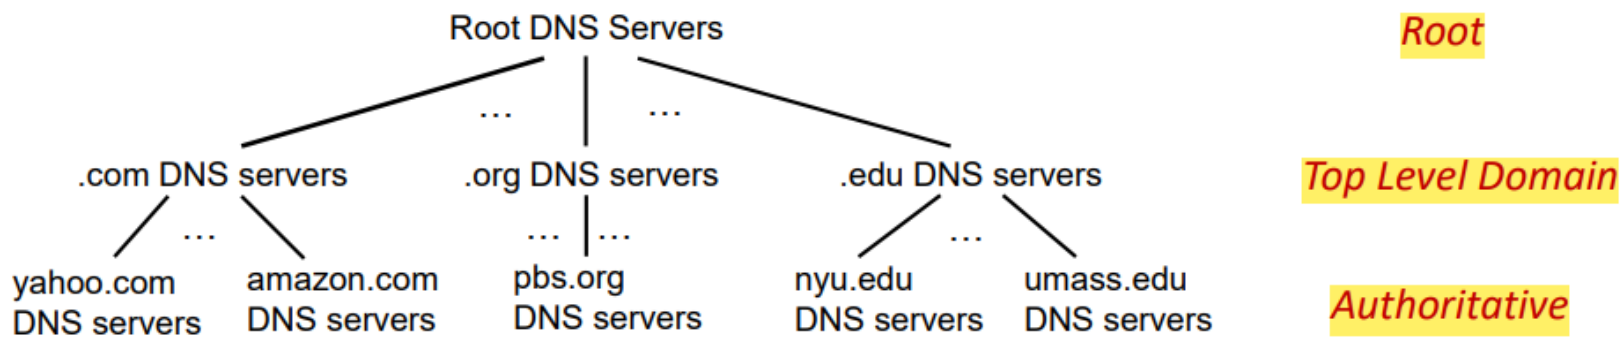 Root DNS Servers
Root
...
...
.com DNS servers
.org DNS servers
.edu DNS servers
Top Level Domain
...
... ...
...
yahoo.com
DNS servers
amazon.com
DNS servers
pbs.org
DNS servers
nyu.edu
DNS servers
umass.edu
DNS servers
Authoritative